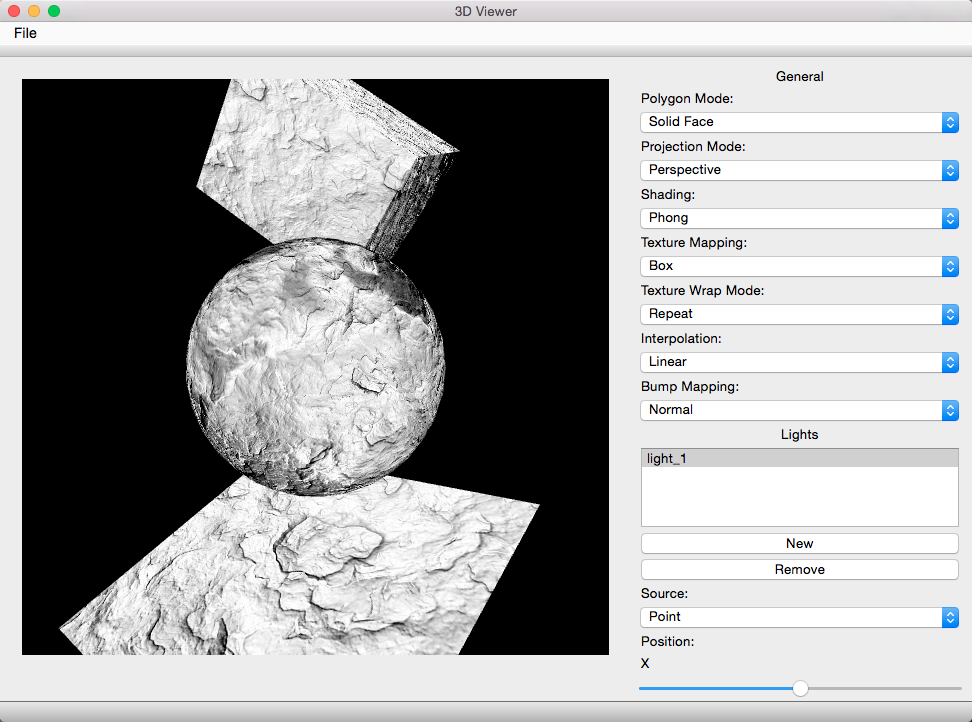 3D Viewer
File
General
Polygon Mode:
Solid Face
Projection Mode:
Perspective
Shading:
Phong
Texture Mapping:
Box
Texture Wrap Mode:
Repeat
Interpolation:
Linear
Bump Mapping:
Normal
Lights
light_1
New
Remove
Source:
Point
Position:
X